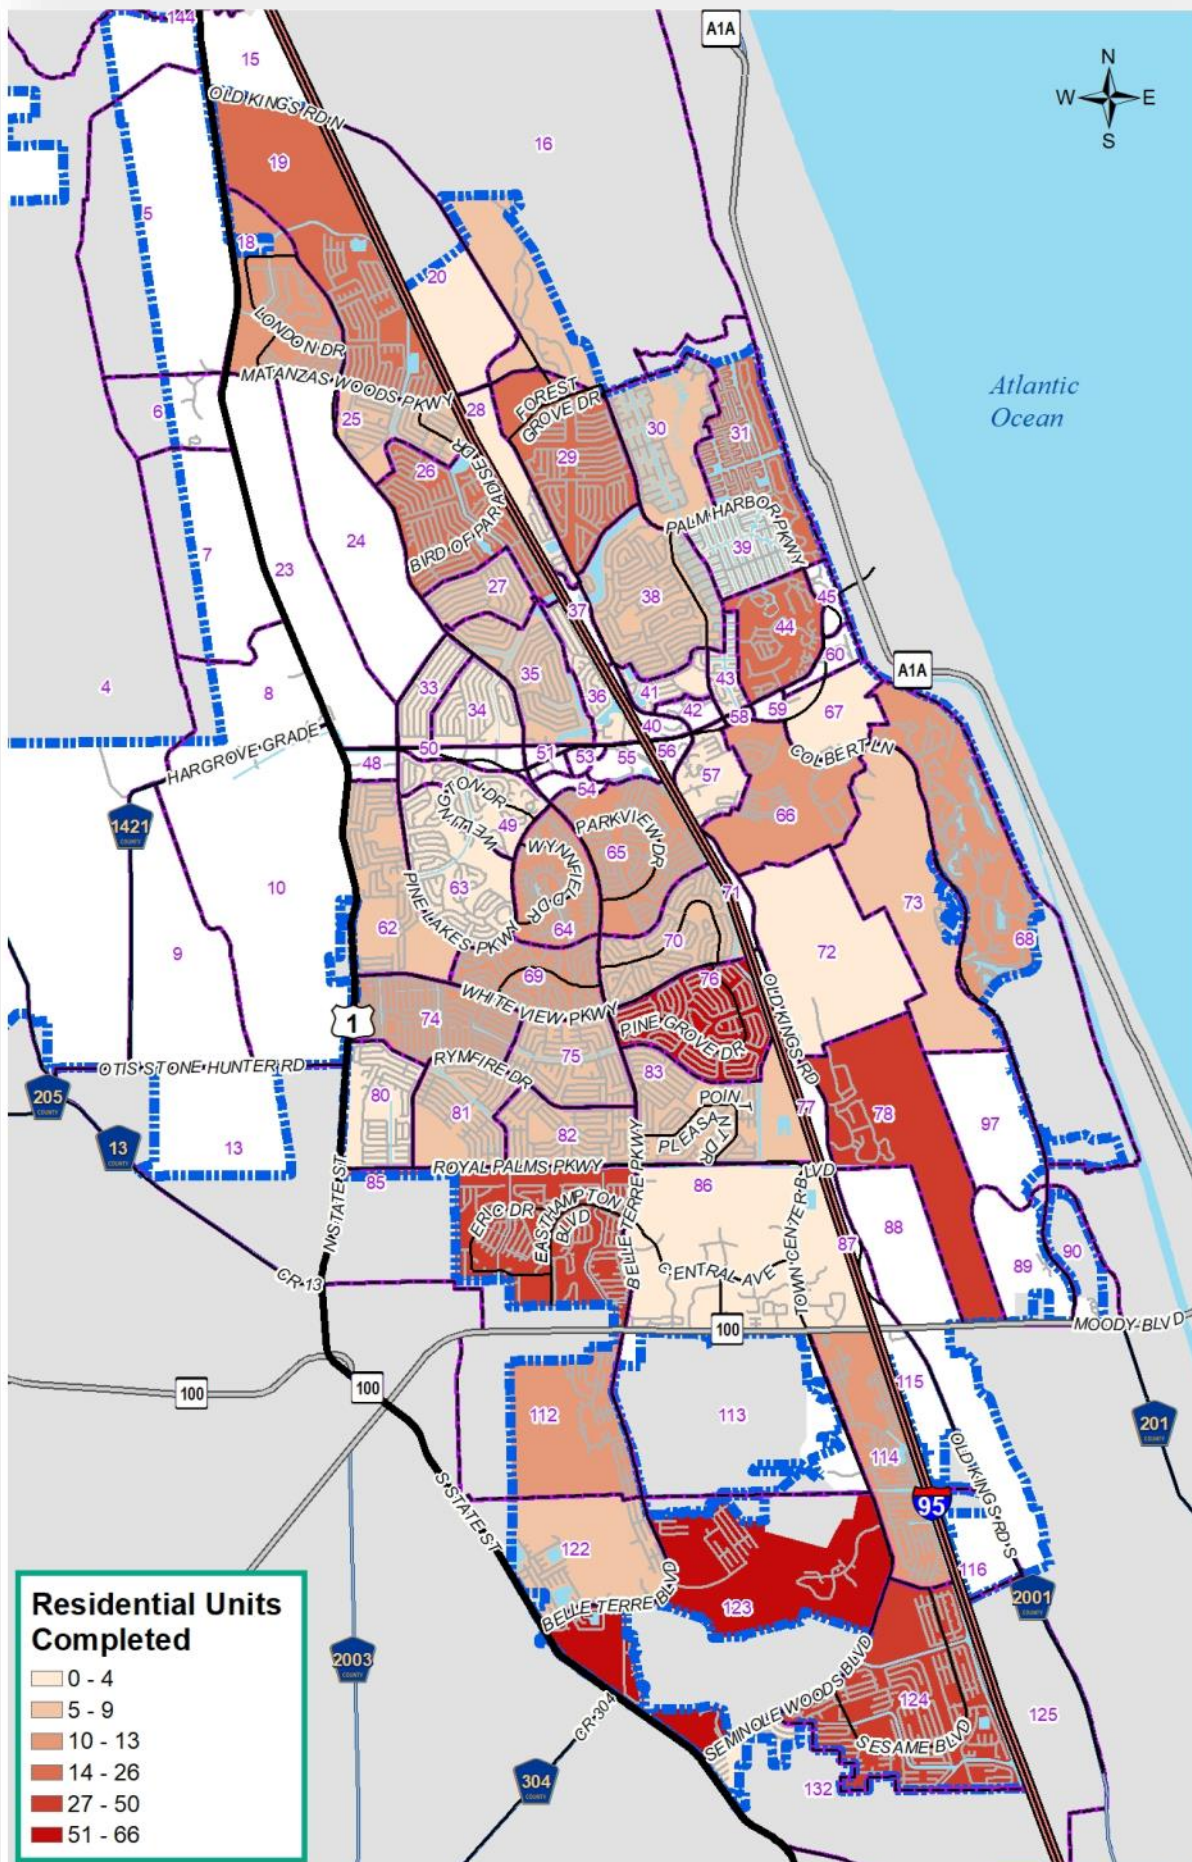 144
A1A
15
N
W E
S
OLD KINGS RD N
16
19
5
18
20
LONDON DR
Atlantic
Ocean
MATANZAS WOODS PKWY
6
28
FOREST
GROVE DR
25
30
31
29
26
BIRD OF PARADISE DR
PALM HARBOR PKWY
24
39
7
23
27
38
37
45
44
4
8
33
35
36
41
43
60
A1A
34
42
59
67
58
40
HARGROVE GRADE
50
51
53
55
56
COLBERT LN
48
54
57
WELLINGTON DR
49
PARKVIEW DR
66
1421
COUNTY
WYNNFIELD DR
65
10
63
PINE LAKES PKWY
71
73
62
64
70
68
9
72
69
76
WHITE VIEW PKWY
OLD KINGS RD
1
74
PINE GROVE DR
75
RYMFIRE DR
83
OTIS STONE HUNTER RD
205
COUNTY
80
POINT
PLEASANT DR
77
78
97
13
COUNTY
13
81
82
BELLE TERRE PKWY
ROYAL PALMS PKWY
85
86
N STATE ST
ERIC DR
EASTHAMPTON
BLVD
TOWN CENTER BLVD
88
87
90
89
CR-13
CENTRAL AVE
100
MOODY BLVD
100
100
115
112
113
201
COUNTY
114
OLD KINGS RD S
S STATE ST
95
122
116
BELLE TERRE BLVD
123
2001
COUNTY
Residential Units
Completed
0 - 4
5 - 9
10 - 13
14 - 26
27 - 50
51 - 66
2003
COUNTY
SEMINOLE WOODS BLVD
CR-304
124
125
SESAME BLVD
304
COUNTY
132